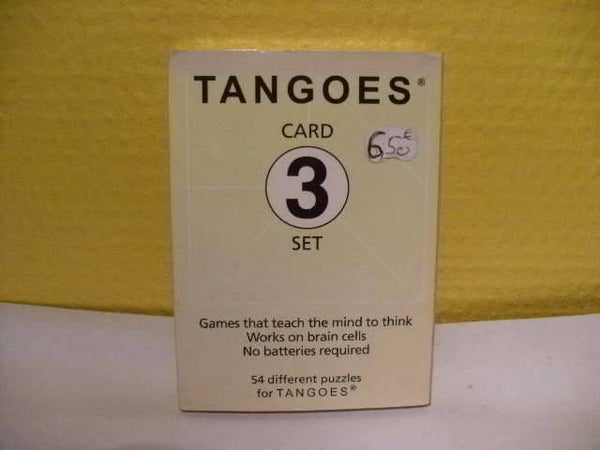 TANGOES®
CARD
6,50€
3
SET
Games that teach the mind to think
Works on brain cells
No batteries required
54 different puzzles
for TANGOES®